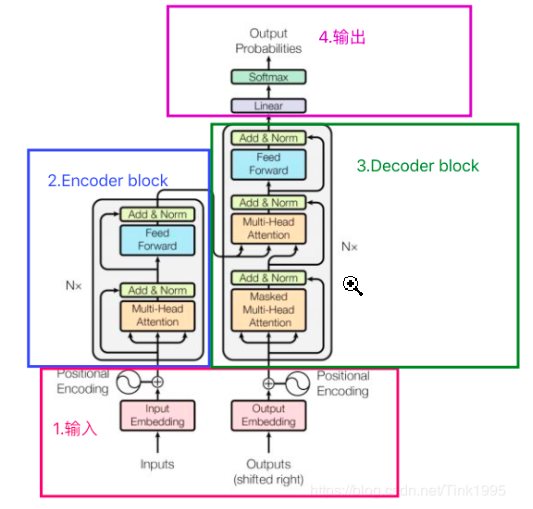 Output
Probabilities
4.输出
Softmax
Linear
3.Decoder block
Add & Norm
Feed
Forward
Add & Norm
Multi-Head
Attention
N×
Add & Norm
Masked
Multi-Head
Attention
2.Encoder block
Add & Norm
Feed
Forward
N×
Add & Norm
Multi-Head
Attention
Positional
Encoding
Positional
Encoding
1.输入
Input
Embedding
Output
Embedding
Inputs
Outputs
(shifted right)
https://blog.csdn.net/Tink1995